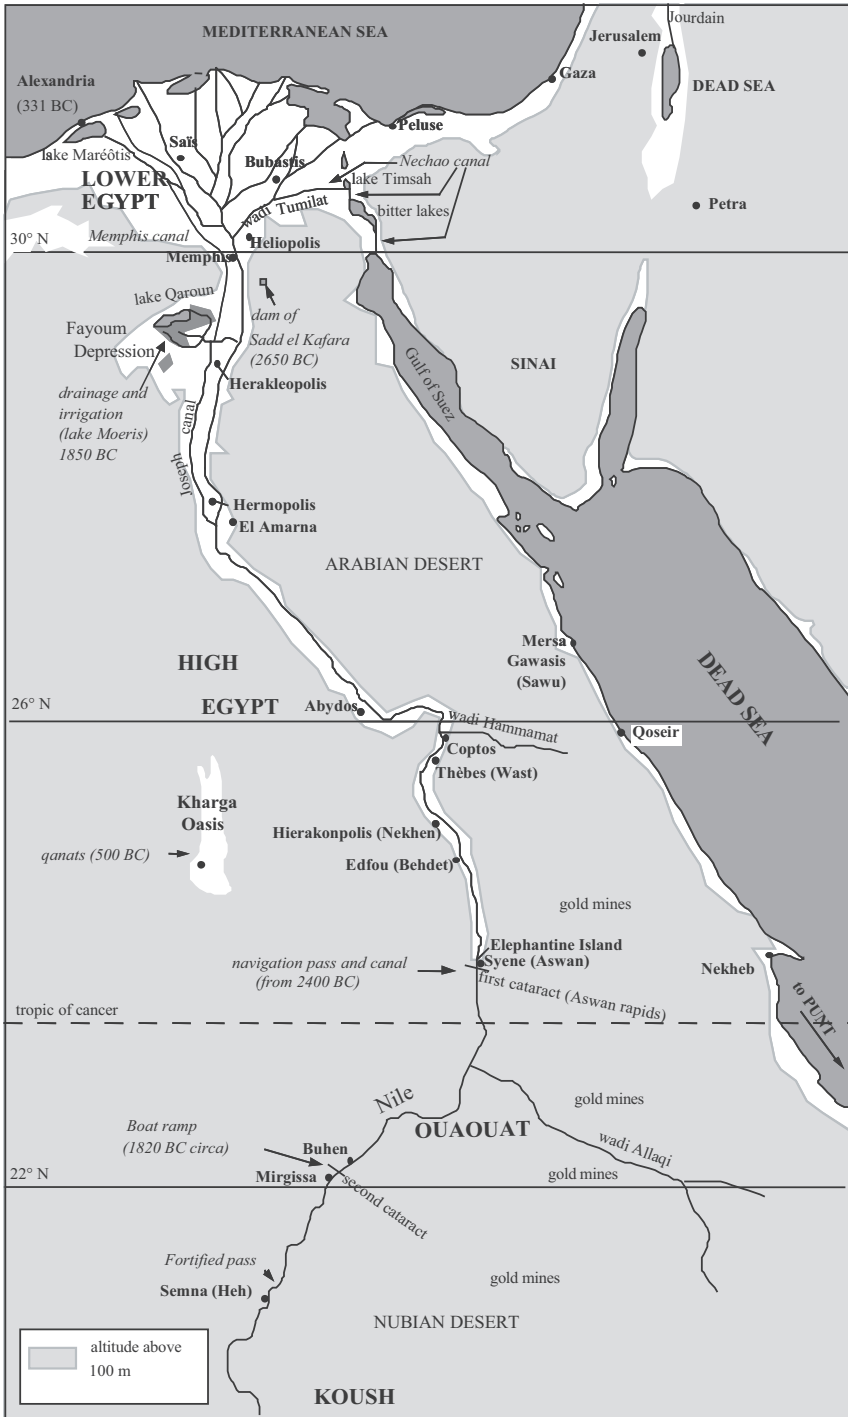 Jourdain
MEDITERRANEAN SEA
Jerusalem
Gaza
DEAD SEA
Alexandria
(331 BC)
Peluse
Saïs
lake Maréôtis
Bubastis
Nechao canal
LOWER
EGYPT
lake Timsah
wadi Tumilat
bitter lakes
Petra
Memphis canal
Heliopolis
30° N
Memphis
lake Qaroun
dam of
Sadd el Kafara
(2650 BC)
Fayoum
Depression
Gulf of Suez
SINAI
Herakleopolis
drainage and
irrigation
(lake Moeris)
1850 BC
Joseph canal
Hermopolis
El Amarna
ARABIAN DESERT
HIGH
EGYPT
Mersa
Gawasis
(Sawu)
DEAD SEA
26° N
Abydos
wadi Hammamat
Qoseir
Coptos
Thèbes (Wast)
Kharga
Oasis
Hierakonpolis (Nekhen)
qanats (500 BC)
Edfou (Behdet)
gold mines
Elephantine Island
Syene (Aswan)
navigation pass and canal
(from 2400 BC)
first cataract (Aswan rapids)
Nekheb
to PUNT
tropic of cancer
Nile
gold mines
OUAOUAT
Boat ramp
(1820 BC circa)
wadi Allaqi
Buhen
Mirgissa
gold mines
22° N
second cataract
Fortified pass
Semna (Heh)
gold mines
NUBIAN DESERT
altitude above
100 m
KOUSH